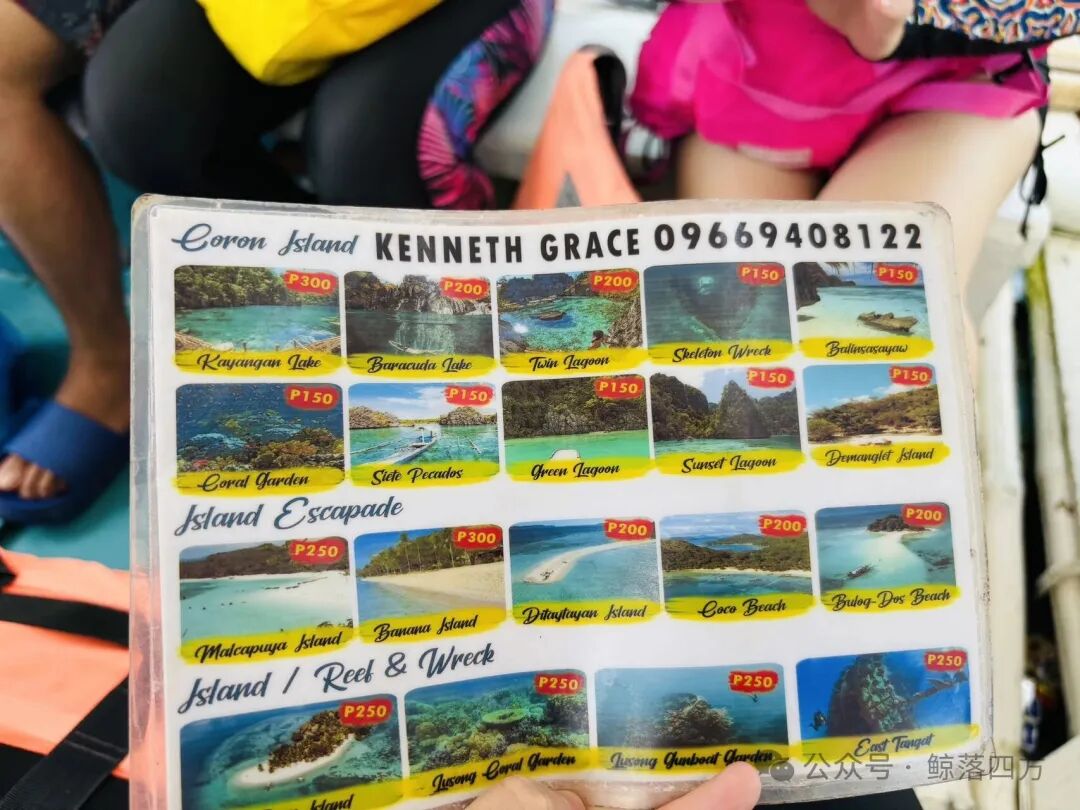 Coron Island KENNETH GRACE 09669408122
P300 P200 P200 P150 P150
Kayangan Lake Baracuda Lake Twin Lagoon Skeleton Wreck Balinsasayaw
P150 P150 P150 P150 P150
Coral Garden Siete Pecados Green Lagoon Sunset Lagoon Demanglet Island
Island Escapade
P250 P300 P200 P200 P200
Malcapuya Island Banana Island Ditaytayan Island Coco Beach Bulog-Dos Beach
Island / Reef & Wreck
P250 P250 P250 P250
Island Lusong Coral Garden Lusong Gunboat Garden East Tangat
公众号 · 鲸落四方